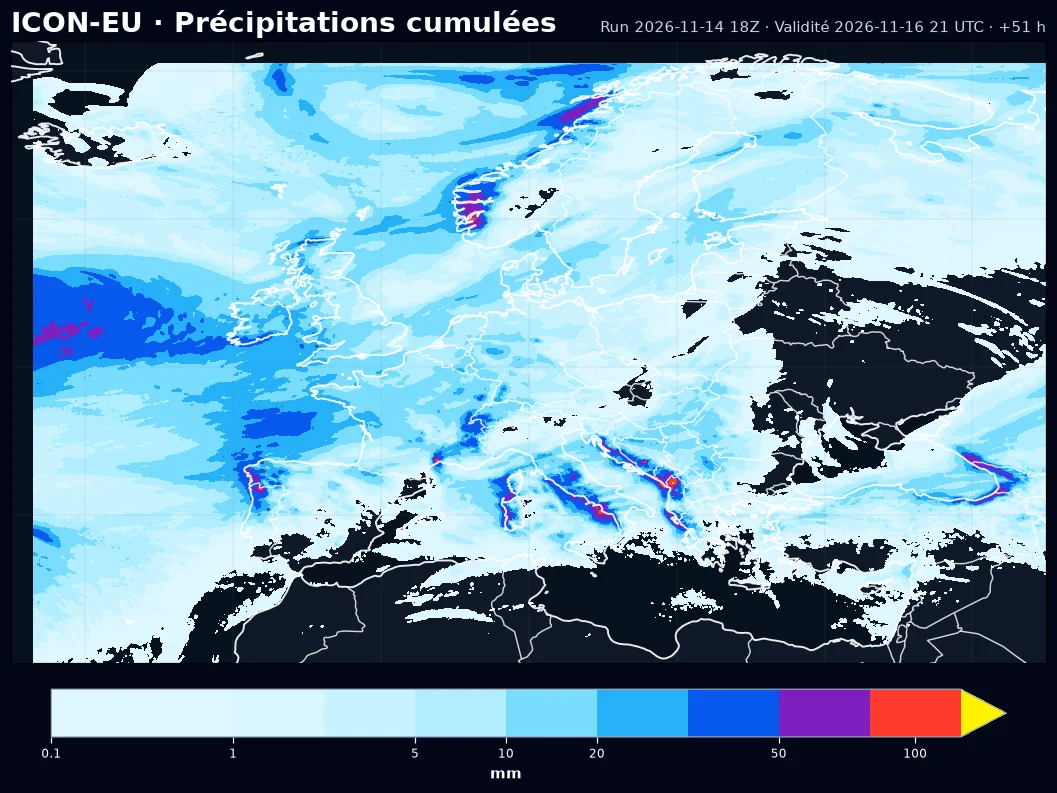 ICON-EU · Précipitations cumulées
Run 2026-11-14 18Z · Validité 2026-11-16 21 UTC · +51 h
0.1 1 5 10 20 50 100
mm